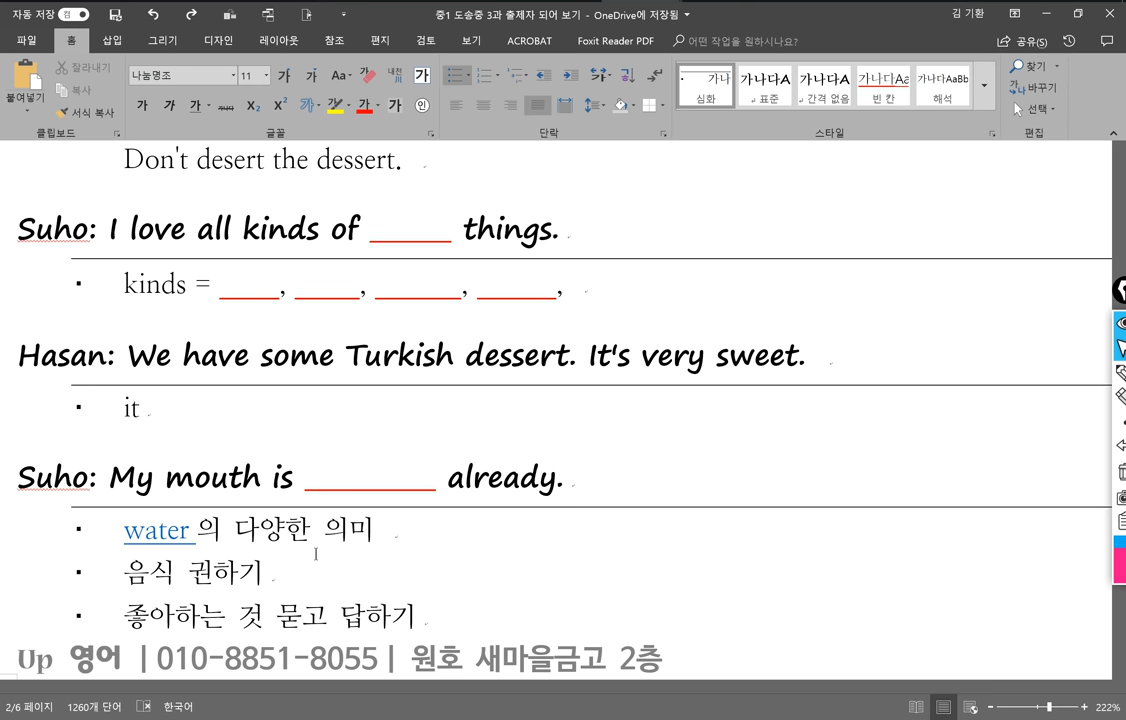 자동 저장 컴 중1 도송중 3과 출제자 되어 보기 - OneDrive에 저장됨 김 기환
파일 홈 삽입 그리기 디자인 레이아웃 참조 편지 검토 보기 ACROBAT Foxit Reader PDF 어떤 작업을 원하시나요? 공유(S)
붙여넣기 잘라내기 복사 서식 복사
나눔명조 11
가나 심화 가나다A 표준 가나다A 간격 없음 가나다Aa 빈 칸 가나다AaBb 해석
찾기 바꾸기 선택
클립보드 글꼴 단락 스타일 편집
Don't desert the dessert.
Suho: I love all kinds of _____ things.
kinds = ____, ____, ____, ____,
Hasan: We have some Turkish dessert. It's very sweet.
it
Suho: My mouth is ________ already.
water 의 다양한 의미
음식 권하기
좋아하는 것 묻고 답하기
Up 영어 | 010-8851-8055 | 원호 새마을금고 2층
2/6 페이지 1260개 단어 한국어 222%